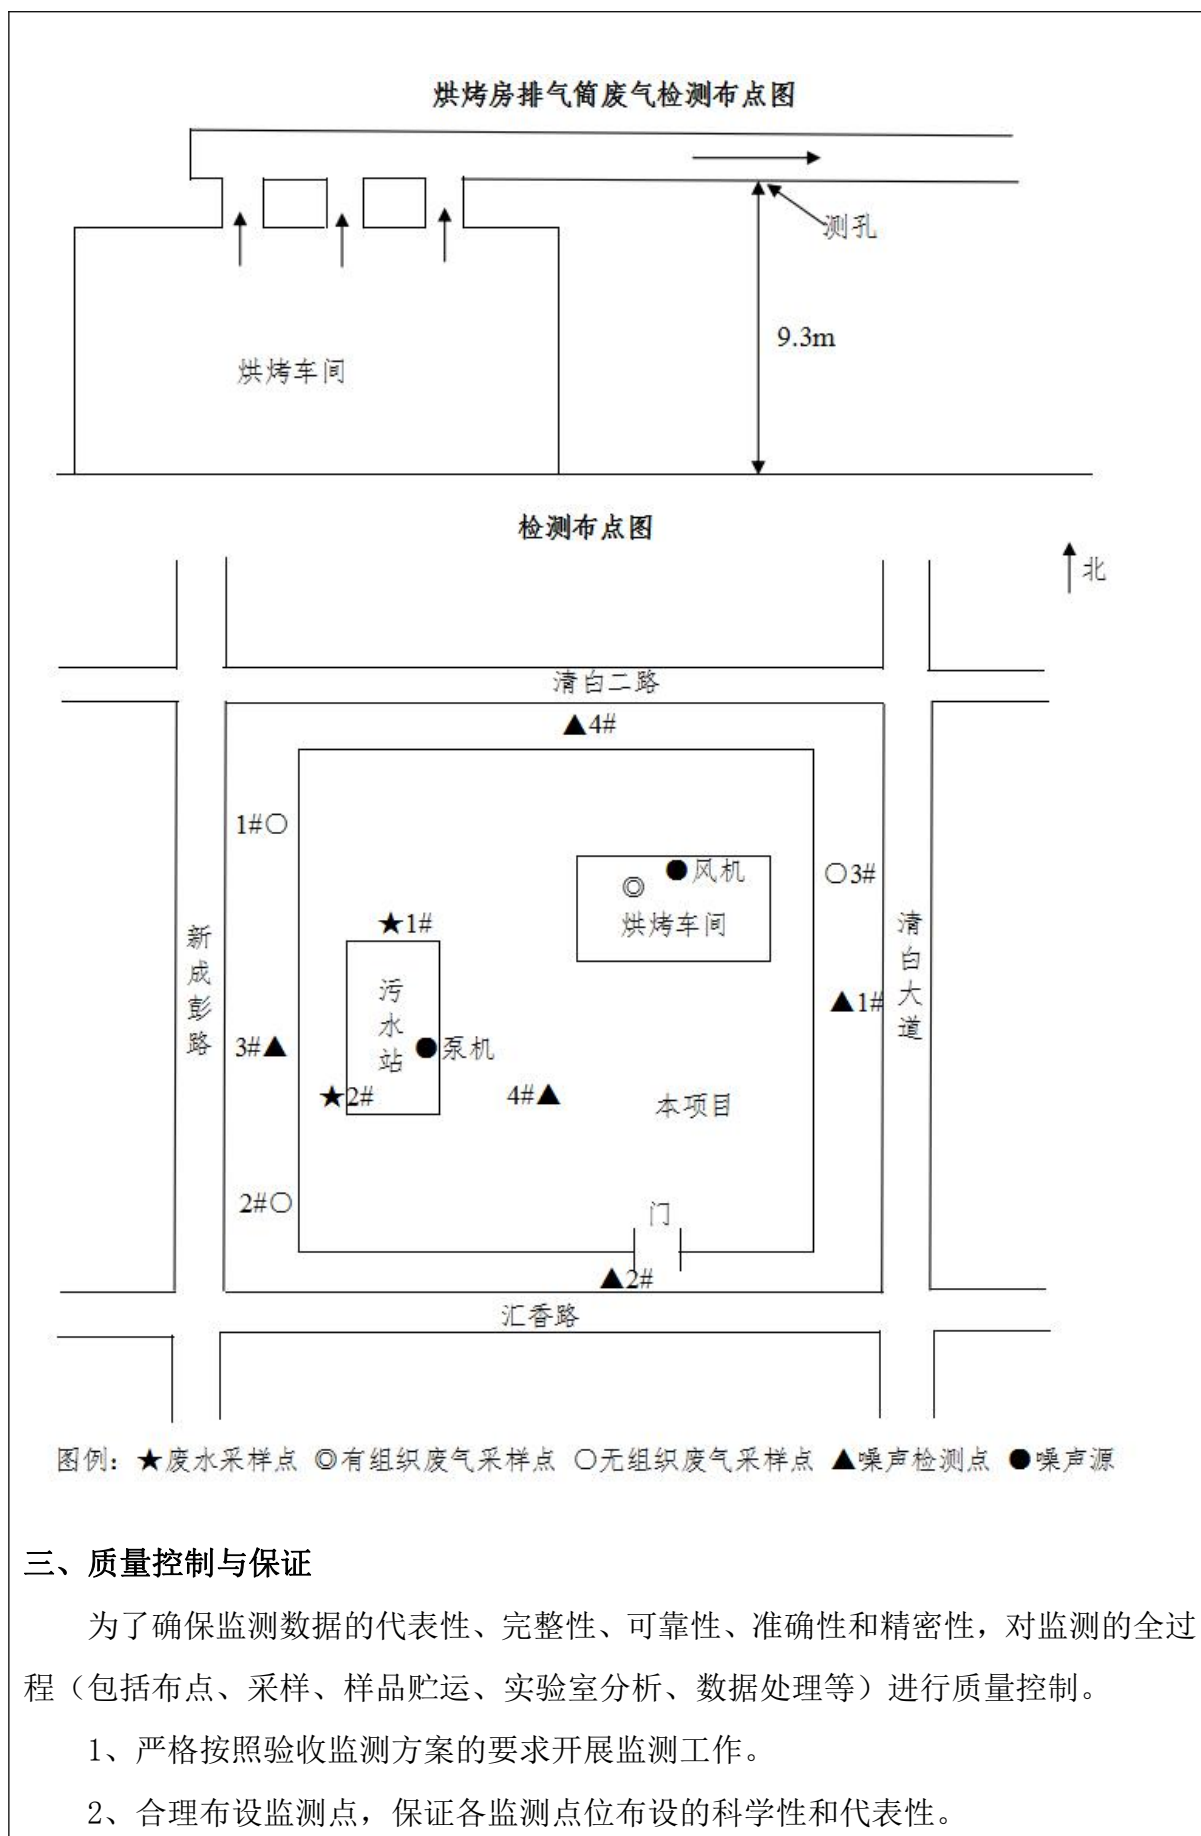 烘烤房排气筒废气检测布点图
测孔
9.3m
烘烤车间
检测布点图
北
清白二路
▲4#
1#○
●风机
◎
○3#
烘烤车间
★1#
新成彭路
清白大道
污水站
▲1#
3#▲
●泵机
★2#
4#▲
本项目
2#○
门
▲2#
汇香路
图例：★废水采样点 ◎有组织废气采样点 ○无组织废气采样点 ▲噪声检测点 ●噪声源
三、质量控制与保证
为了确保监测数据的代表性、完整性、可靠性、准确性和精密性，对监测的全过
程（包括布点、采样、样品贮运、实验室分析、数据处理等）进行质量控制。
1、严格按照验收监测方案的要求开展监测工作。
2、合理布设监测点，保证各监测点位布设的科学性和代表性。